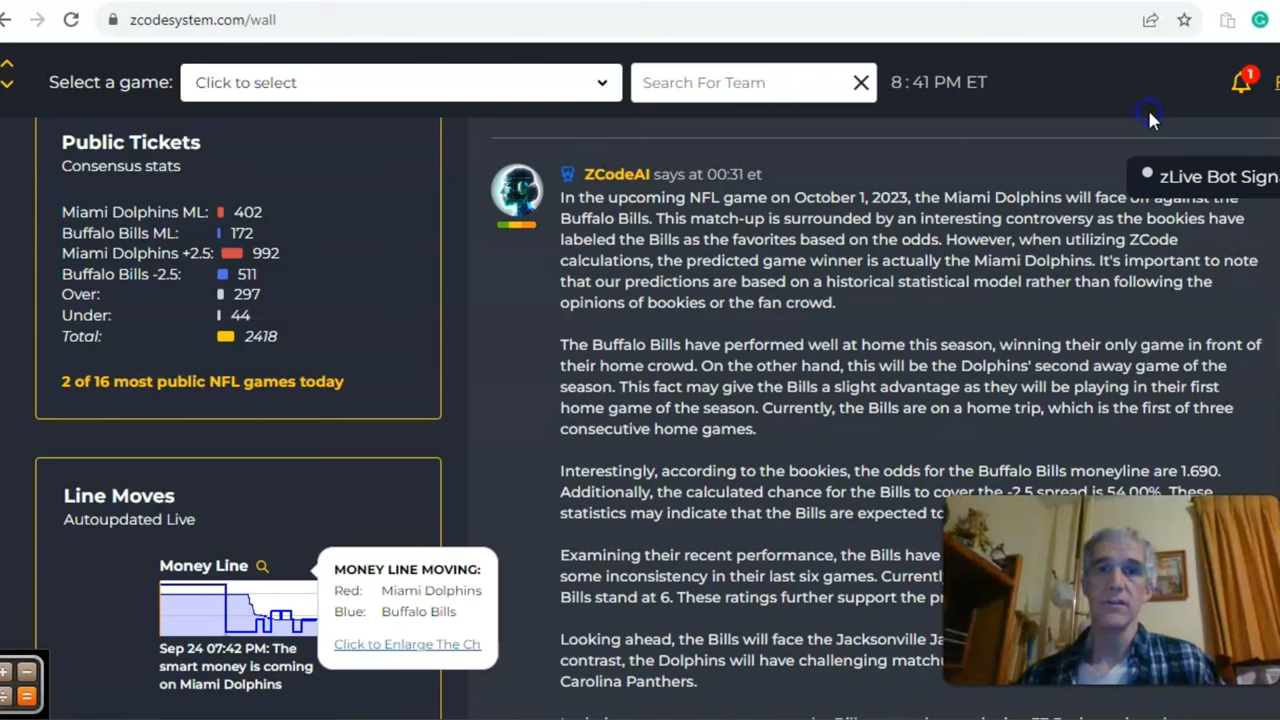 zcodesystem.com/wall
Select a game:
Click to select
Search For Team
8:41 PM ET
1
Public Tickets
Consensus stats
Miami Dolphins ML: 402
Buffalo Bills ML: 172
Miami Dolphins +2.5: 992
Buffalo Bills -2.5: 511
Over: 297
Under: 44
Total: 2418
2 of 16 most public NFL games today
Line Moves
Autoupdated Live
Money Line
MONEY LINE MOVING:
Red: Miami Dolphins
Blue: Buffalo Bills
Click to Enlarge The Ch
Sep 24 07:42 PM: The
smart money is coming
on Miami Dolphins
ZCodeAI says at 00:31 et
zLive Bot Sign
In the upcoming NFL game on October 1, 2023, the Miami Dolphins will face off against the
Buffalo Bills. This match-up is surrounded by an interesting controversy as the bookies have
labeled the Bills as the favorites based on the odds. However, when utilizing ZCode
calculations, the predicted game winner is actually the Miami Dolphins. It's important to note
that our predictions are based on a historical statistical model rather than following the
opinions of bookies or the fan crowd.
The Buffalo Bills have performed well at home this season, winning their only game in front of
their home crowd. On the other hand, this will be the Dolphins' second away game of the
season. This fact may give the Bills a slight advantage as they will be playing in their first
home game of the season. Currently, the Bills are on a home trip, which is the first of three
consecutive home games.
Interestingly, according to the bookies, the odds for the Buffalo Bills moneyline are 1.690.
Additionally, the calculated chance for the Bills to cover the -2.5 spread is 54.00%. These
statistics may indicate that the Bills are expected to
Examining their recent performance, the Bills have
some inconsistency in their last six games. Currentl
Bills stand at 6. These ratings further support the pr
Looking ahead, the Bills will face the Jacksonville Ja
contrast, the Dolphins will have challenging match
Carolina Panthers.